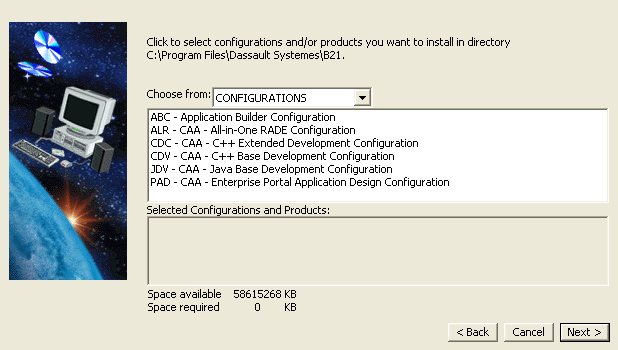 Click to select configurations and/or products you want to install in directory
C:\Program Files\Dassault Systemes\B21.
Choose from: CONFIGURATIONS
ABC - Application Builder Configuration
ALR - CAA - All-in-One RADE Configuration
CDC - CAA - C++ Extended Development Configuration
CDV - CAA - C++ Base Development Configuration
JDV - CAA - Java Base Development Configuration
PAD - CAA - Enterprise Portal Application Design Configuration
Selected Configurations and Products:
Space available 58615268 KB
Space required 0 KB
< Back Cancel Next >